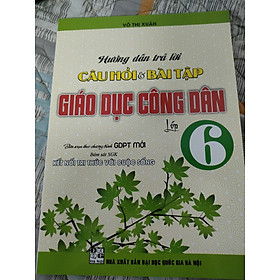 VÕ THỊ XUÂN
Hướng dẫn trả lời
CÂU HỎI & BÀI TẬP
GIÁO DỤC CÔNG DÂN
Lớp 6
Biên soạn theo chương trình GDPT MỚI
Bám sát SGK
KẾT NỐI TRI THỨC VỚI CUỘC SỐNG
NHÀ XUẤT BẢN ĐẠI HỌC QUỐC GIA HÀ NỘI